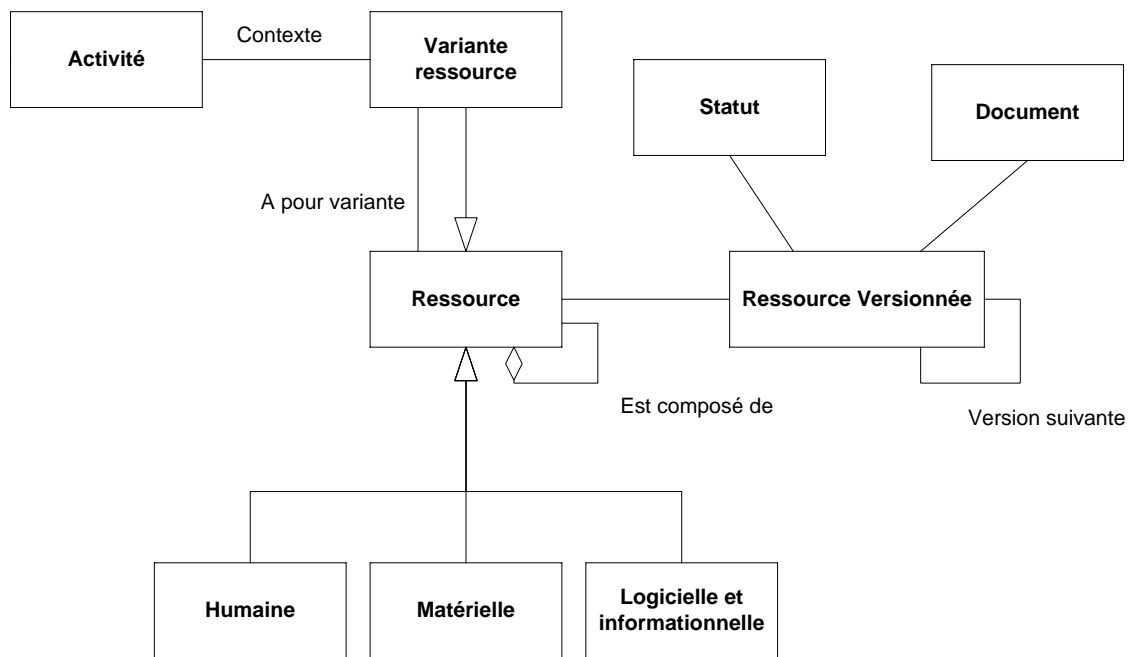 Activité
Contexte
Variante
ressource
Statut
Document
A pour variante
Ressource
Ressource Versionnée
Est composé de
Version suivante
Humaine
Matérielle
Logicielle et
informationnelle